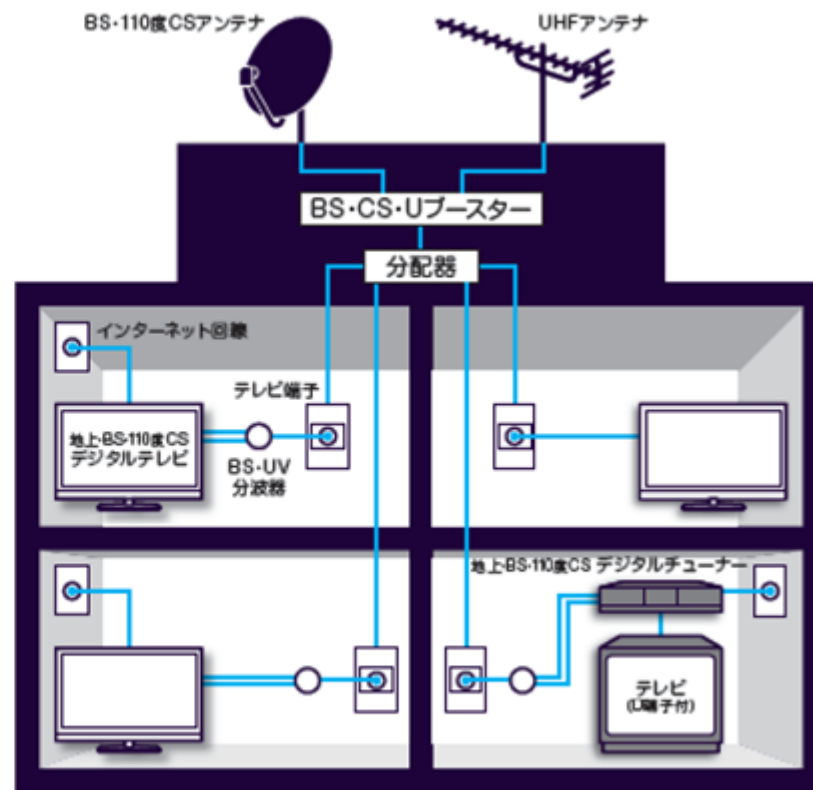 BS・110度CSアンテナ
UHFアンテナ
BS・CS・Uブースター
分配器
インターネット回線
テレビ端子
地上・BS・110度CS
デジタルテレビ
BS・UV
分波器
地上・BS・110度CS デジタルチューナー
テレビ
(D端子付)